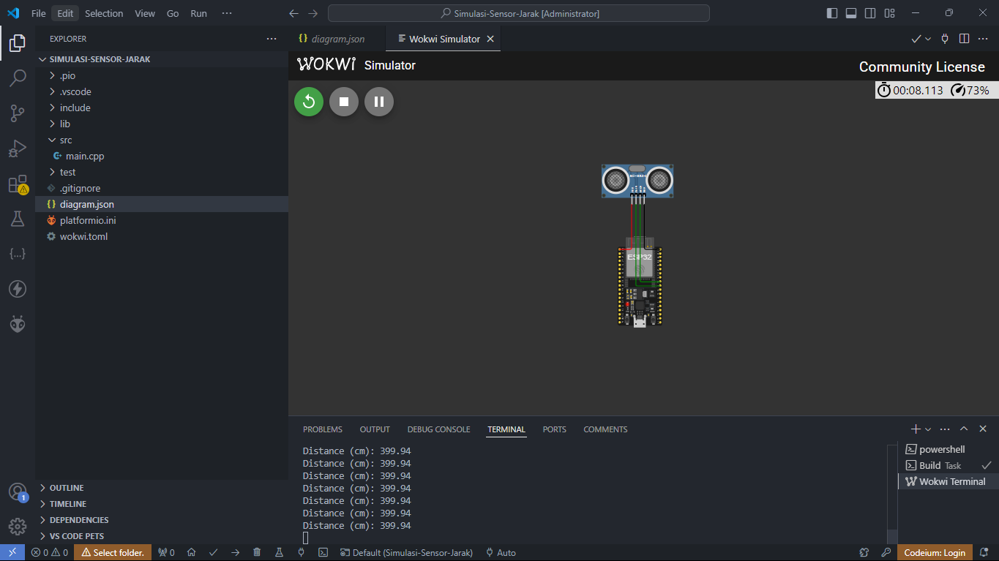 File Edit Selection View Go Run ···
Simulasi-Sensor-Jarak [Administrator]
EXPLORER ···
SIMULASI-SENSOR-JARAK
.pio
.vscode
include
lib
src
main.cpp
test
.gitignore
{} diagram.json
platformio.ini
wokwi.toml
OUTLINE
TIMELINE
DEPENDENCIES
VS CODE PETS
{} diagram.json
Wokwi Simulator
WOKWI Simulator
Community License
00:08.113 73%
HC-SR04
ESP32
PROBLEMS OUTPUT DEBUG CONSOLE TERMINAL PORTS COMMENTS
Distance (cm): 399.94
Distance (cm): 399.94
Distance (cm): 399.94
Distance (cm): 399.94
Distance (cm): 399.94
Distance (cm): 399.94
Distance (cm): 399.94
powershell
Build Task
Wokwi Terminal
1
0 0 Select folder. 0 Default (Simulasi-Sensor-Jarak) Auto Codeium: Login